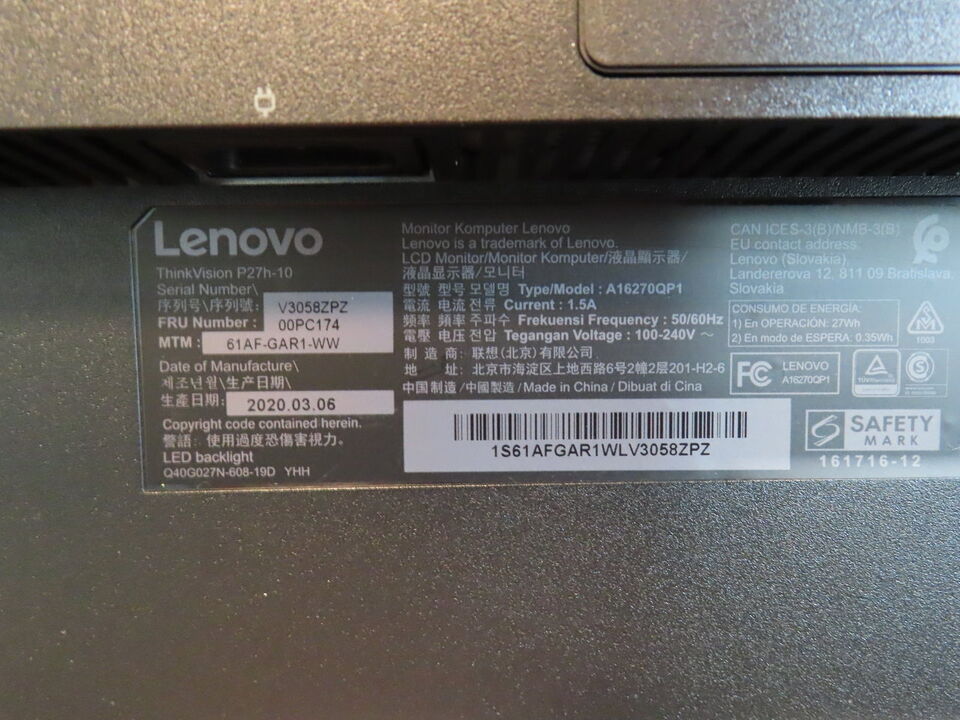 Lenovo
ThinkVision P27h-10
Serial Number\
序列号\序列號:
V3058ZPZ
FRU Number :
00PC174
MTM :
61AF-GAR1-WW
Date of Manufacture\
제조년월\生产日期\
生產日期:
2020.03.06
Copyright code contained herein.
警語: 使用過度恐傷害視力。
LED backlight
Q40G027N-608-19D YHH
Monitor Komputer Lenovo
Lenovo is a trademark of Lenovo.
LCD Monitor/Monitor Komputer/液晶顯示器/
液晶显示器/모니터
型號 型号 모델명 Type/Model : A16270QP1
電流 电流 전류 Current : 1.5A
頻率 频率 주파수 Frekuensi Frequency : 50/60Hz
電壓 电压 전압 Tegangan Voltage : 100-240V ～
制 造 商: 联想(北京)有限公司
地 址: 北京市海淀区上地西路6号2幢2层201-H2-6
中国制造/中國製造/Made in China / Dibuat di Cina
1S61AFGAR1WLV3058ZPZ
CAN ICES-3(B)/NMB-3(B)
EU contact address:
Lenovo (Slovakia),
Landererova 12, 811 09 Bratislava,
Slovakia
CONSUMO DE ENERGÍA:
1) En OPERACIÓN: 27Wh
2) En modo de ESPERA: 0.35Wh
1503
FC
LENOVO
A16270QP1
TÜV
SAFETY
MARK
161716-12